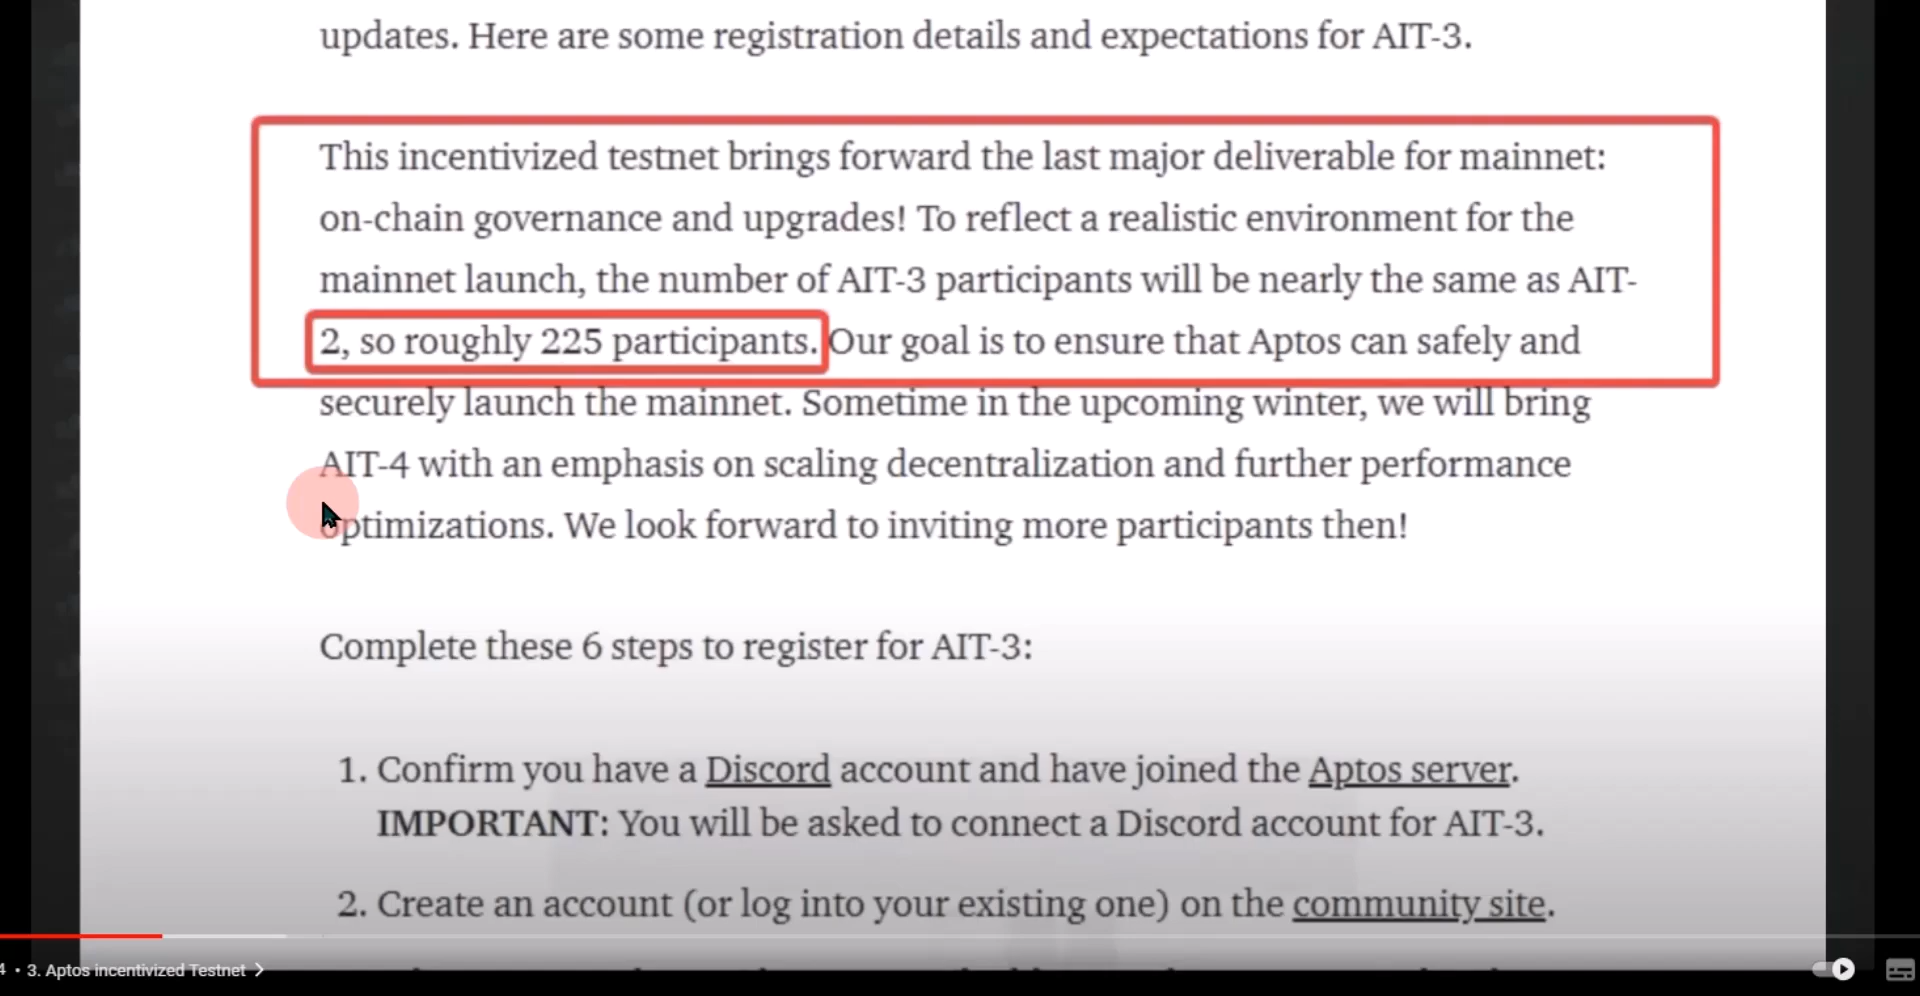 updates. Here are some registration details and expectations for AIT-3.
This incentivized testnet brings forward the last major deliverable for mainnet:
on-chain governance and upgrades! To reflect a realistic environment for the
mainnet launch, the number of AIT-3 participants will be nearly the same as AIT-
2, so roughly 225 participants. Our goal is to ensure that Aptos can safely and
securely launch the mainnet. Sometime in the upcoming winter, we will bring
AIT-4 with an emphasis on scaling decentralization and further performance
optimizations. We look forward to inviting more participants then!
Complete these 6 steps to register for AIT-3:
1. Confirm you have a Discord account and have joined the Aptos server.
IMPORTANT: You will be asked to connect a Discord account for AIT-3.
2. Create an account (or log into your existing one) on the community site.
4 • 3. Aptos incentivized Testnet >